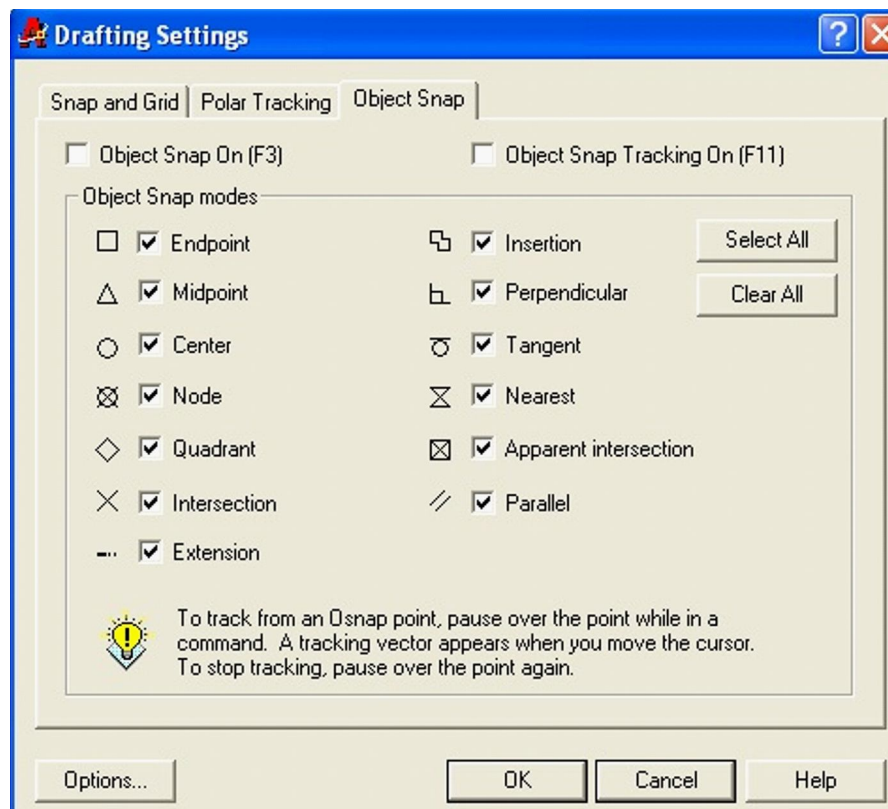 Drafting Settings
Snap and Grid Polar Tracking Object Snap
Object Snap On (F3) Object Snap Tracking On (F11)
Object Snap modes
Endpoint Insertion Select All
Midpoint Perpendicular Clear All
Center Tangent
Node Nearest
Quadrant Apparent intersection
Intersection Parallel
Extension
To track from an Osnap point, pause over the point while in a
command. A tracking vector appears when you move the cursor.
To stop tracking, pause over the point again.
Options... OK Cancel Help